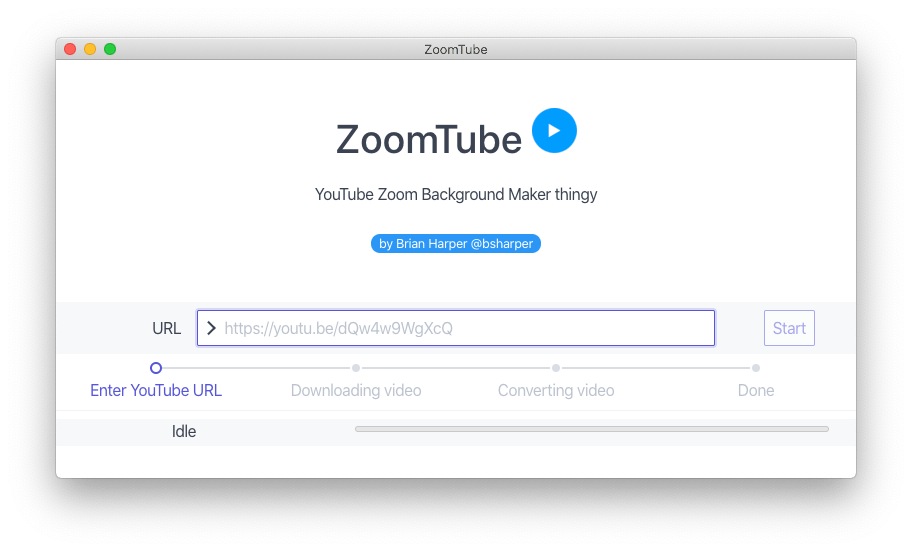 ZoomTube
ZoomTube
YouTube Zoom Background Maker thingy
by Brian Harper @bsharper
URL
https://youtu.be/dQw4w9WgXcQ
Start
Enter YouTube URL
Downloading video
Converting video
Done
Idle